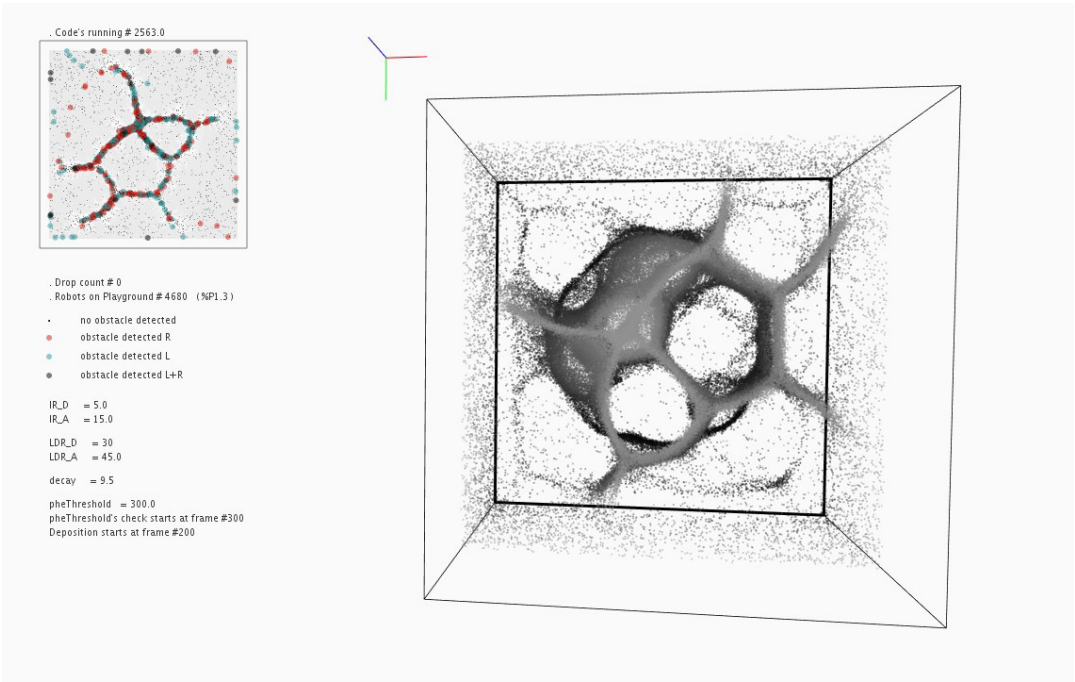 . Code's running # 2563.0
. Drop count # 0
. Robots on Playground # 4680 (%P1.3)
no obstacle detected
obstacle detected R
obstacle detected L
obstacle detected L+R
IR_D = 5.0
IR_A = 15.0
LDR_D = 30
LDR_A = 45.0
decay = 9.5
pheThreshold = 300.0
pheThreshold's check starts at frame #300
Deposition starts at frame #200